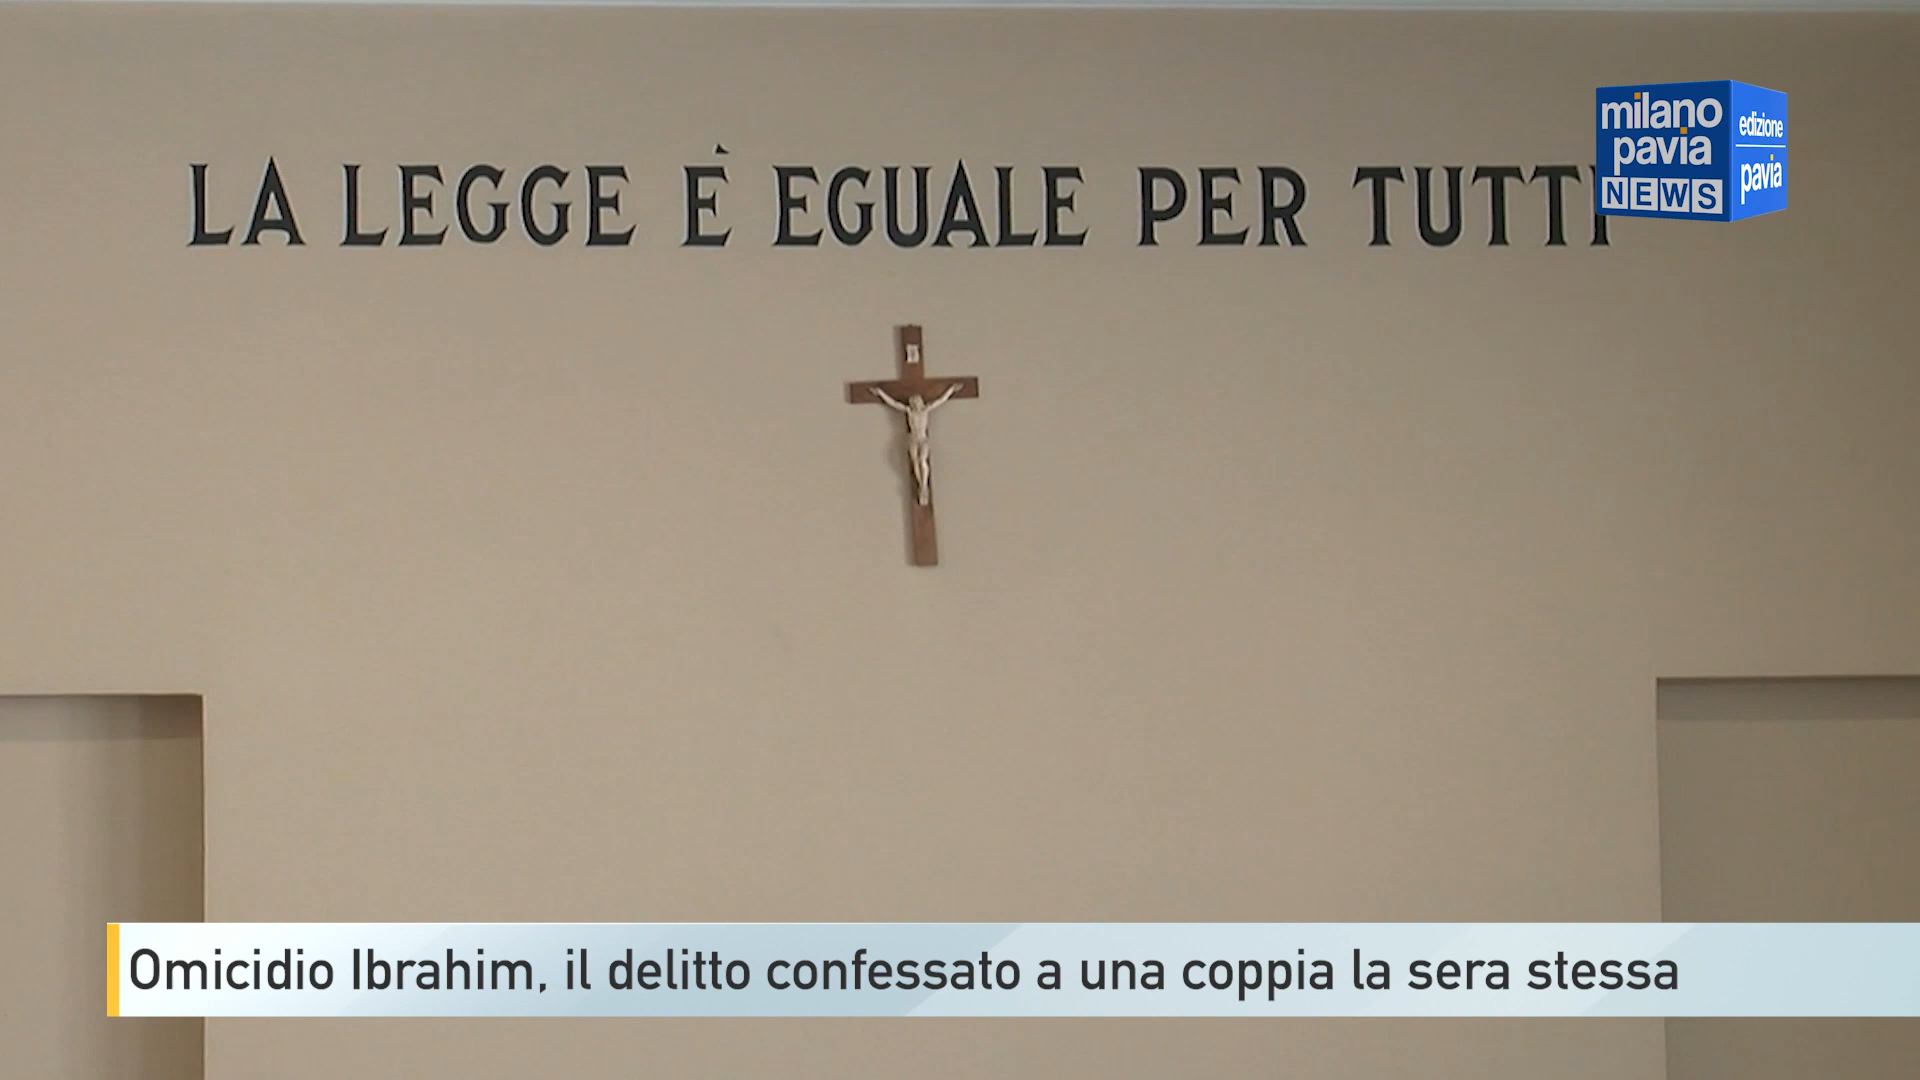 LA LEGGE È EGUALE PER TUTTI
milano
pavia
NEWS
edizione
pavia
Omicidio Ibrahim, il delitto confessato a una coppia la sera stessa